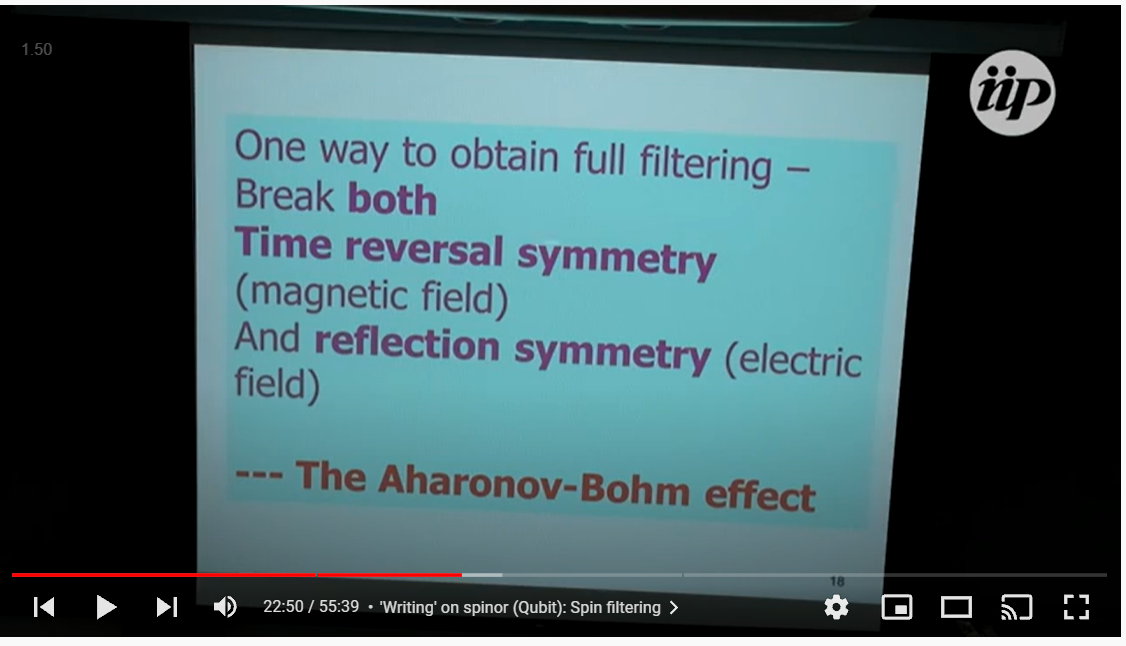 1.50
iip
One way to obtain full filtering –
Break both
Time reversal symmetry
(magnetic field)
And reflection symmetry (electric
field)
--- The Aharonov-Bohm effect
18
22:50 / 55:39 • 'Writing' on spinor (Qubit): Spin filtering